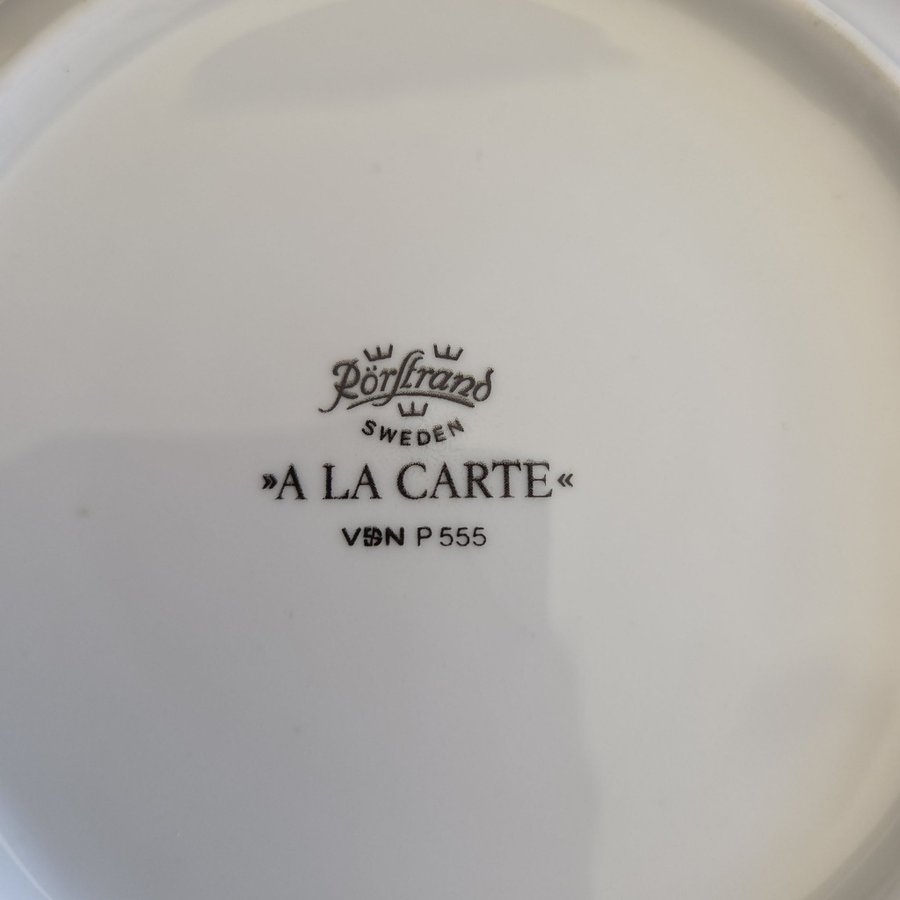 Rörstrand
SWEDEN
»A LA CARTE«
VDN P 555